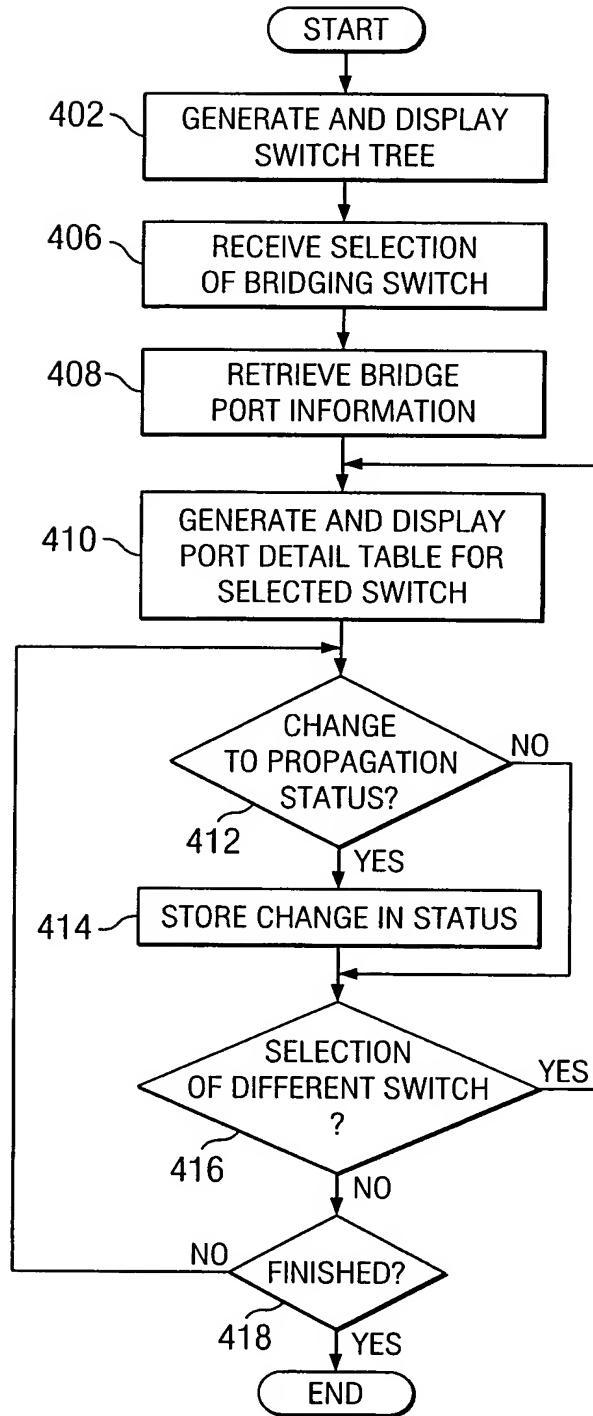 START
402
GENERATE AND DISPLAY
SWITCH TREE
406
RECEIVE SELECTION
OF BRIDGING SWITCH
408
RETRIEVE BRIDGE
PORT INFORMATION
410
GENERATE AND DISPLAY
PORT DETAIL TABLE FOR
SELECTED SWITCH
CHANGE
TO PROPAGATION
STATUS?
NO
412
YES
414
STORE CHANGE IN STATUS
SELECTION
OF DIFFERENT SWITCH
?
YES
416
NO
NO
FINISHED?
418
YES
END